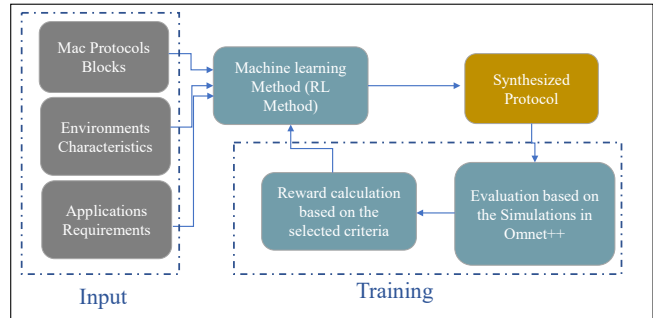 Mac Protocols
Blocks
Environments
Characteristics
Applications
Requirements
Input
Machine learning
Method (RL
Method)
Synthesized
Protocol
Reward calculation
based on the
selected criteria
Evaluation based on
the Simulations in
Omnet++
Training